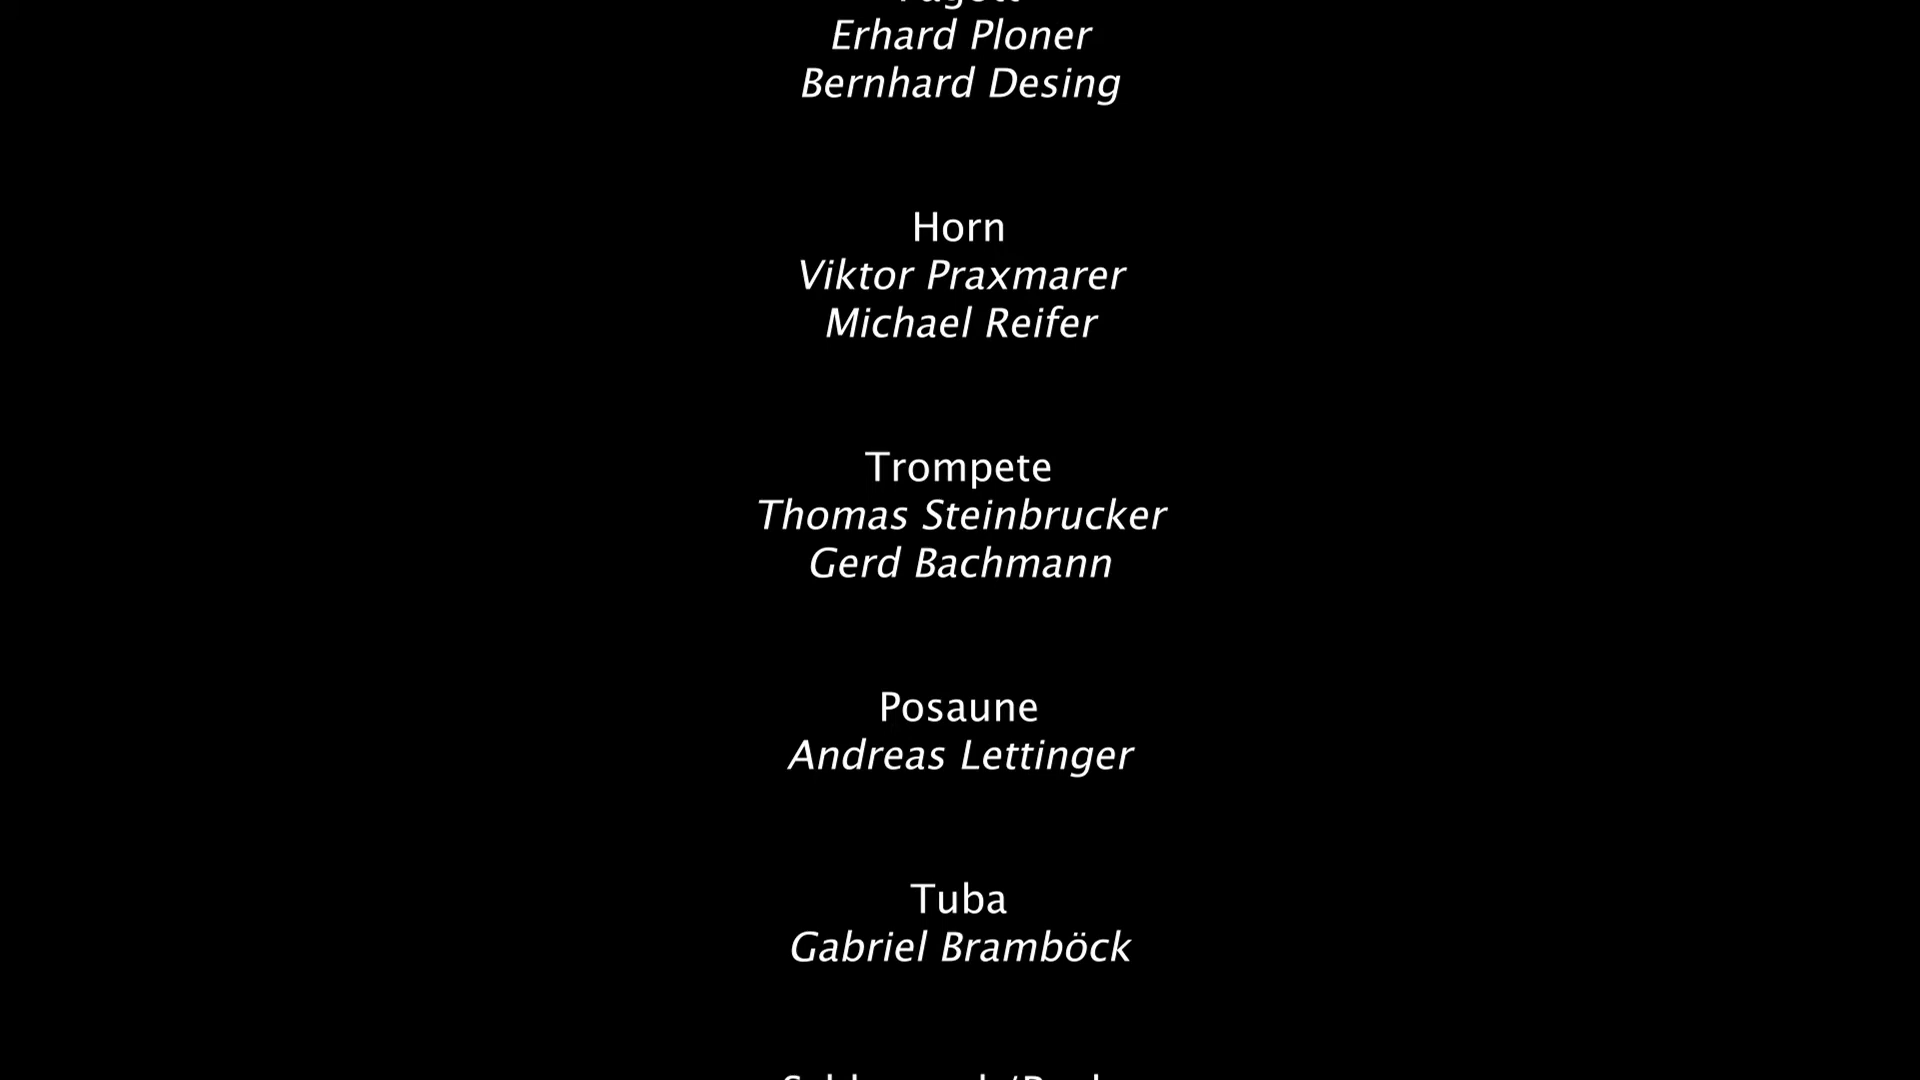 Erhard Ploner
Bernhard Desing
Horn
Viktor Praxmarer
Michael Reifer
Trompete
Thomas Steinbrucker
Gerd Bachmann
Posaune
Andreas Lettinger
Tuba
Gabriel Bramböck